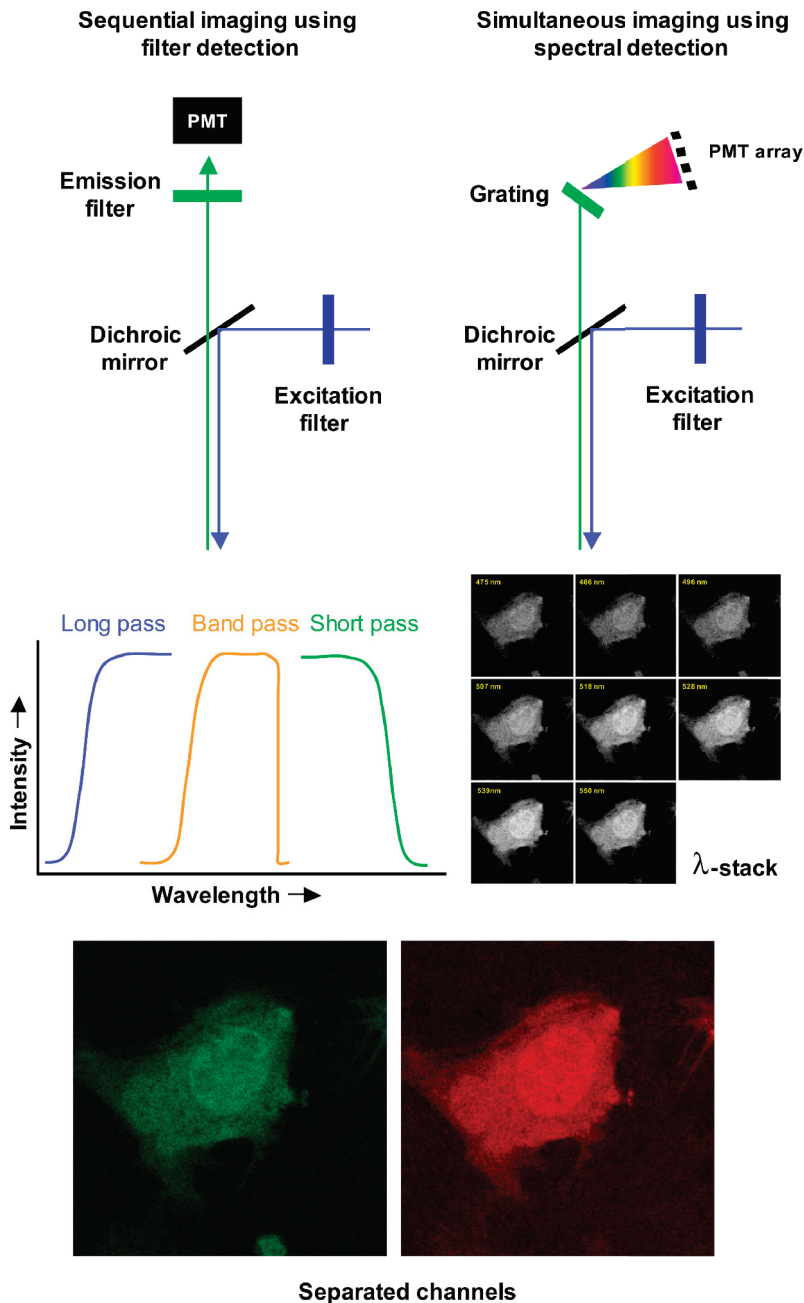 Sequential imaging using
filter detection
Simultaneous imaging using
spectral detection
PMT
Emission
filter
Dichroic
mirror
Excitation
filter
PMT array
Grating
Dichroic
mirror
Excitation
filter
Long pass
Band pass
Short pass
Intensity →
Wavelength →
475 nm
486 nm
496 nm
507 nm
518 nm
528 nm
539 nm
550 nm
λ-stack
Separated channels